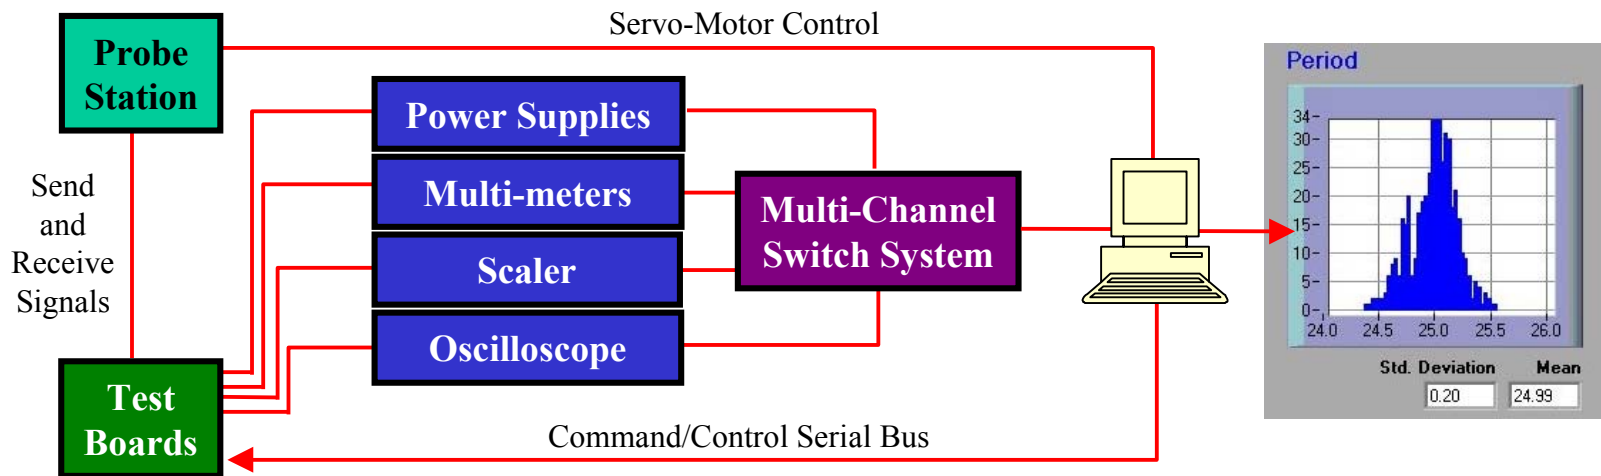 Servo-Motor Control
Probe
Station
Power Supplies
Multi-meters
Scaler
Oscilloscope
Send
and
Receive
Signals
Multi-Channel
Switch System
Test
Boards
Command/Control Serial Bus
Period
34-
30-
25-
20-
15-
10-
5-
0-
24.0 24.5 25.0 25.5 26.0
Std. Deviation Mean
0.20 24.99